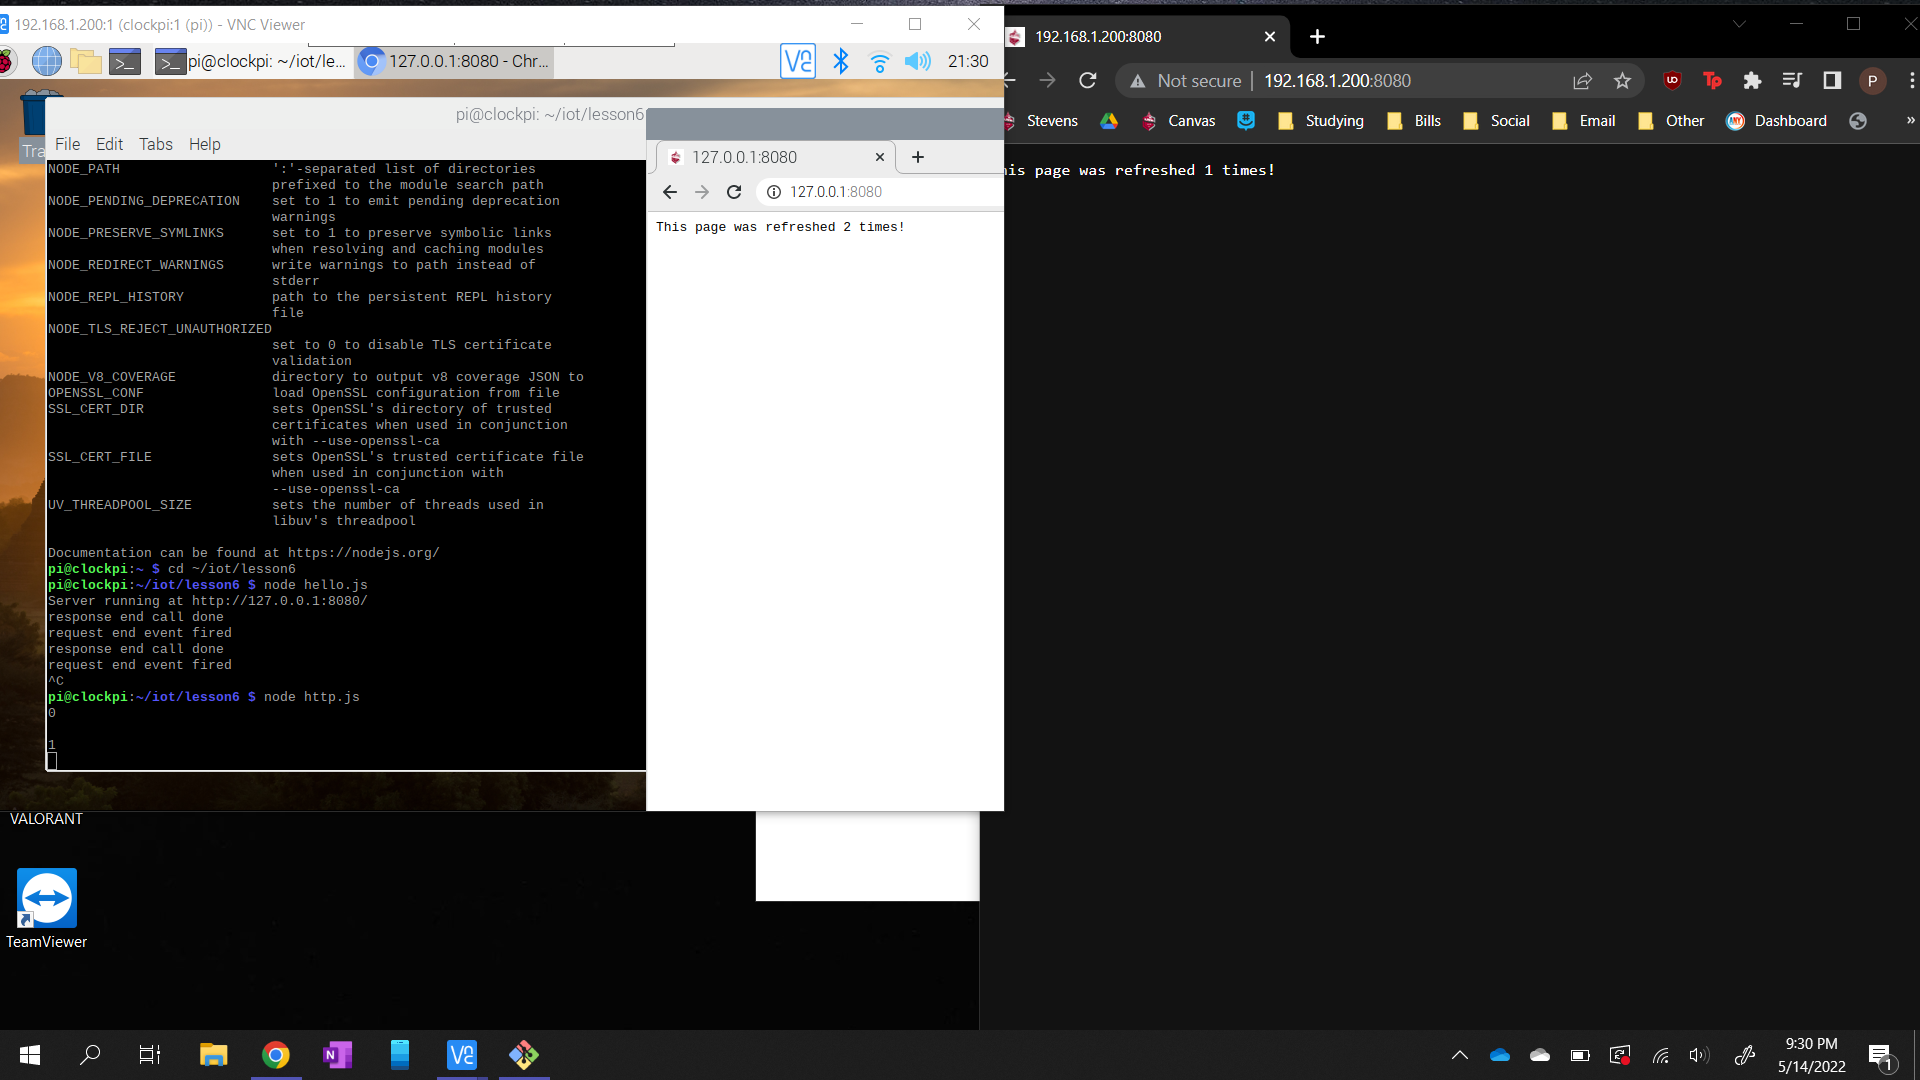 192.168.1.200:1 (clockpi:1 (pi)) - VNC Viewer
pi@clockpi: ~/iot/le...
127.0.0.1:8080 - Chr...
21:30
pi@clockpi: ~/iot/lesson6
File Edit Tabs Help
NODE_PATH ':'-separated list of directories
prefixed to the module search path
NODE_PENDING_DEPRECATION set to 1 to emit pending deprecation
warnings
NODE_PRESERVE_SYMLINKS set to 1 to preserve symbolic links
when resolving and caching modules
NODE_REDIRECT_WARNINGS write warnings to path instead of
stderr
NODE_REPL_HISTORY path to the persistent REPL history
file
NODE_TLS_REJECT_UNAUTHORIZED
set to 0 to disable TLS certificate
validation
NODE_V8_COVERAGE directory to output v8 coverage JSON to
OPENSSL_CONF load OpenSSL configuration from file
SSL_CERT_DIR sets OpenSSL's directory of trusted
certificates when used in conjunction
with --use-openssl-ca
SSL_CERT_FILE sets OpenSSL's trusted certificate file
when used in conjunction with
--use-openssl-ca
UV_THREADPOOL_SIZE sets the number of threads used in
libuv's threadpool
Documentation can be found at https://nodejs.org/
pi@clockpi:~ $ cd ~/iot/lesson6
pi@clockpi:~/iot/lesson6 $ node hello.js
Server running at http://127.0.0.1:8080/
response end call done
request end event fired
response end call done
request end event fired
^C
pi@clockpi:~/iot/lesson6 $ node http.js
0
1
127.0.0.1:8080
127.0.0.1:8080
This page was refreshed 2 times!
Tra
VALORANT
TeamViewer
192.168.1.200:8080
Not secure 192.168.1.200:8080
P
Stevens Canvas Studying Bills Social Email Other Dashboard »
his page was refreshed 1 times!
9:30 PM
5/14/2022
1